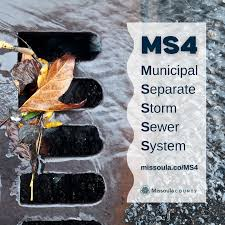 MS4
Municipal
Separate
Storm
Sewer
System
missoula.co/MS4
Missoula COUNTY